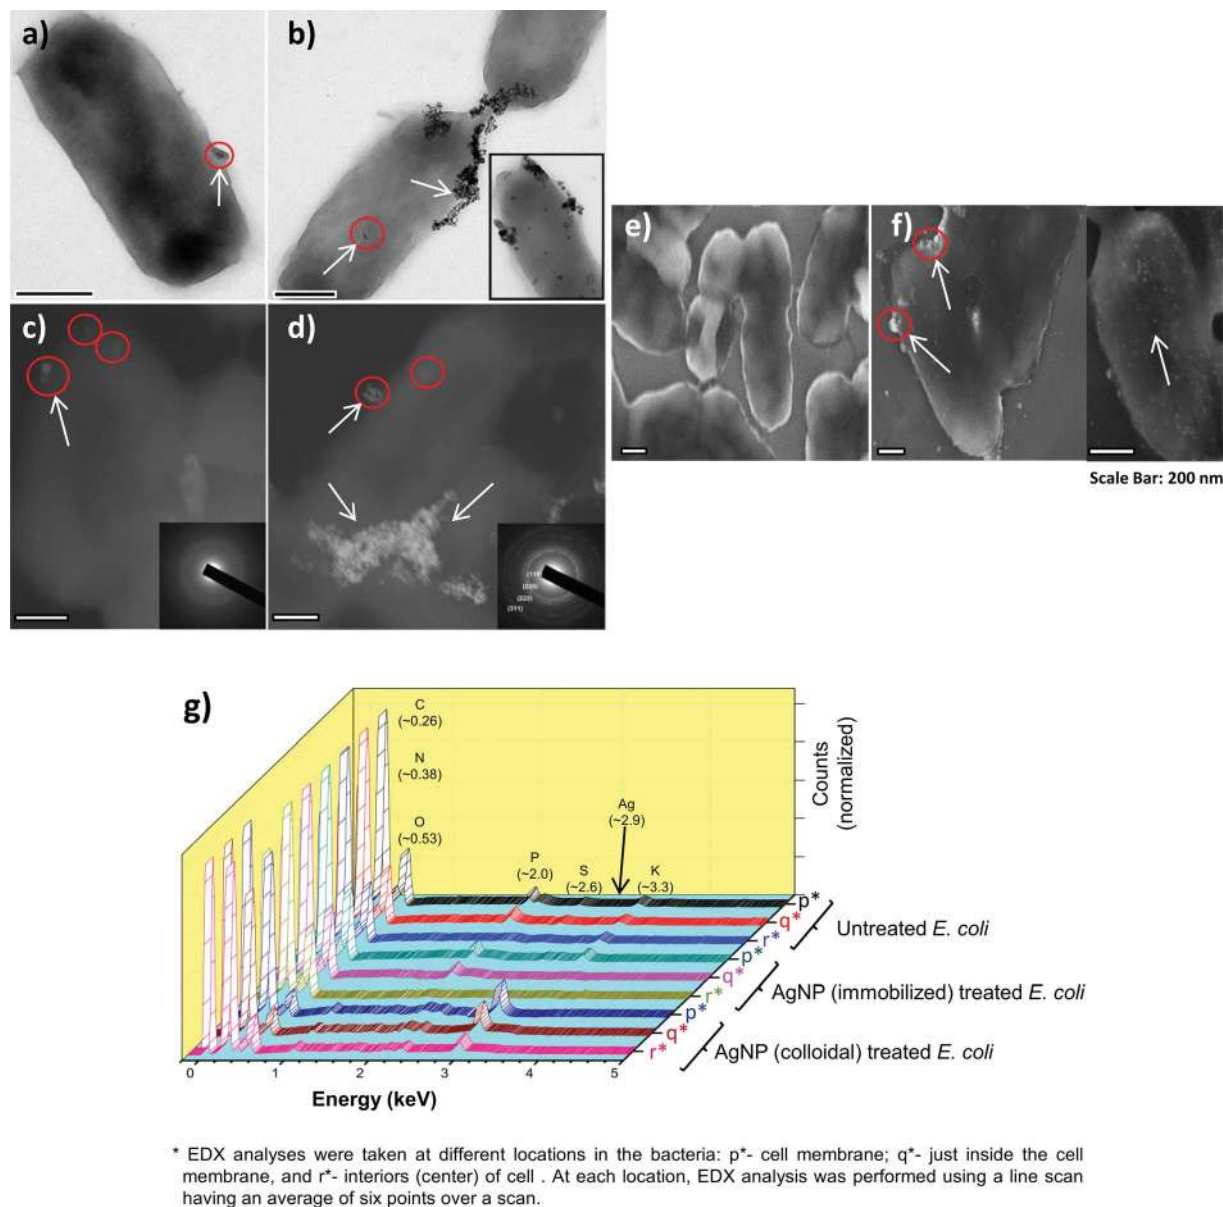 a)
b)
c)
d)
e)
f)
Scale Bar: 200 nm
g)
C
(~0.26)
N
(~0.38)
O
(~0.53)
P
(~2.0)
S
(~2.6)
Ag
(~2.9)
K
(~3.3)
Counts
(normalized)
p*
q*
r*
Untreated E. coli
p*
q*
r*
AgNP (immobilized) treated E. coli
p*
q*
r*
AgNP (colloidal) treated E. coli
0 1 2 3 4 5
Energy (keV)
* EDX analyses were taken at different locations in the bacteria: p*- cell membrane; q*- just inside the cell
membrane, and r*- interiors (center) of cell . At each location, EDX analysis was performed using a line scan
having an average of six points over a scan.